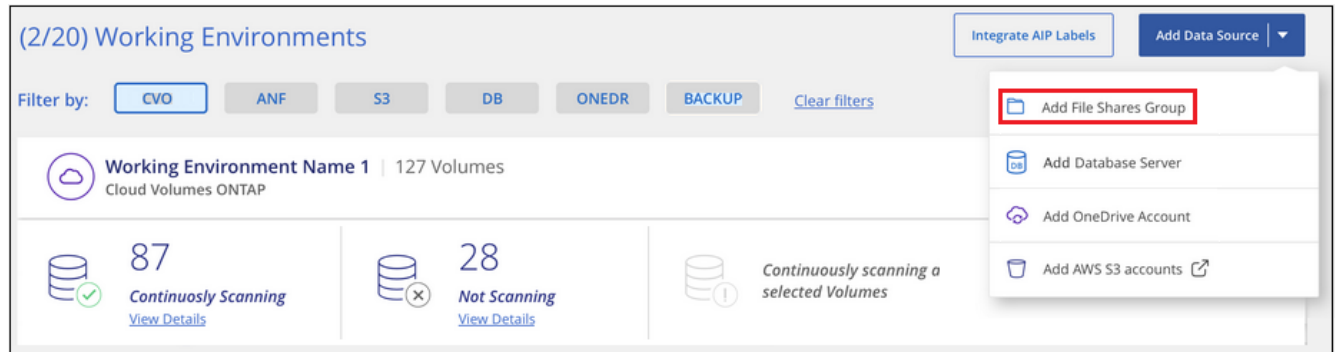 (2/20) Working Environments
Integrate AIP Labels
Add Data Source
Filter by:
CVO
ANF
S3
DB
ONEDR
BACKUP
Clear filters
Add File Shares Group
DB
Add Database Server
Add OneDrive Account
Add AWS S3 accounts
Working Environment Name 1 | 127 Volumes
Cloud Volumes ONTAP
87
Continuosly Scanning
View Details
28
Not Scanning
View Details
Continuously scanning a
selected Volumes